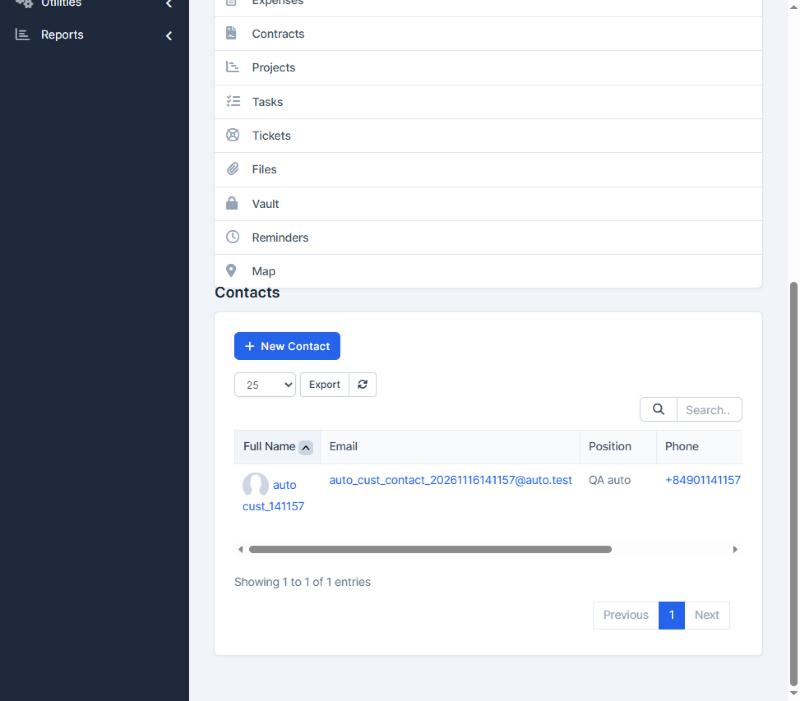 Utilities
Reports
Expenses
Contracts
Projects
Tasks
Tickets
Files
Vault
Reminders
Map
Contacts
+ New Contact
25 Export
Search..
Full Name Email Position Phone
auto cust_contact_20261116141157@auto.test QA auto +84901141157
cust_141157
Showing 1 to 1 of 1 entries
Previous 1 Next